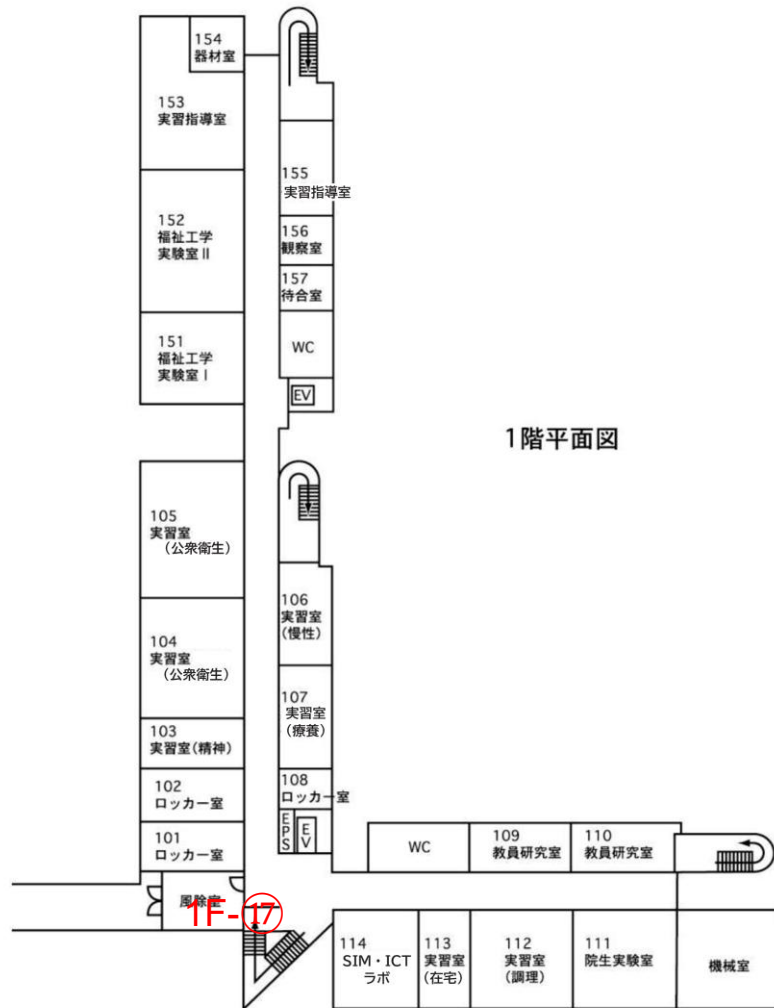 154
器材室
153
実習指導室
155
実習指導室
152
福祉工学
実験室Ⅱ
156
観察室
157
待合室
151
福祉工学
実験室Ⅰ
WC
EV
1階平面図
105
実習室
（公衆衛生）
106
実習室
（慢性）
104
実習室
（公衆衛生）
107
実習室
（療養）
103
実習室（精神）
102
ロッカー室
108
ロッカー室
EPS
EV
101
ロッカー室
WC
109
教員研究室
110
教員研究室
風除室
1F-⑰
114
SIM・ICT
ラボ
113
実習室
（在宅）
112
実習室
（調理）
111
院生実験室
機械室